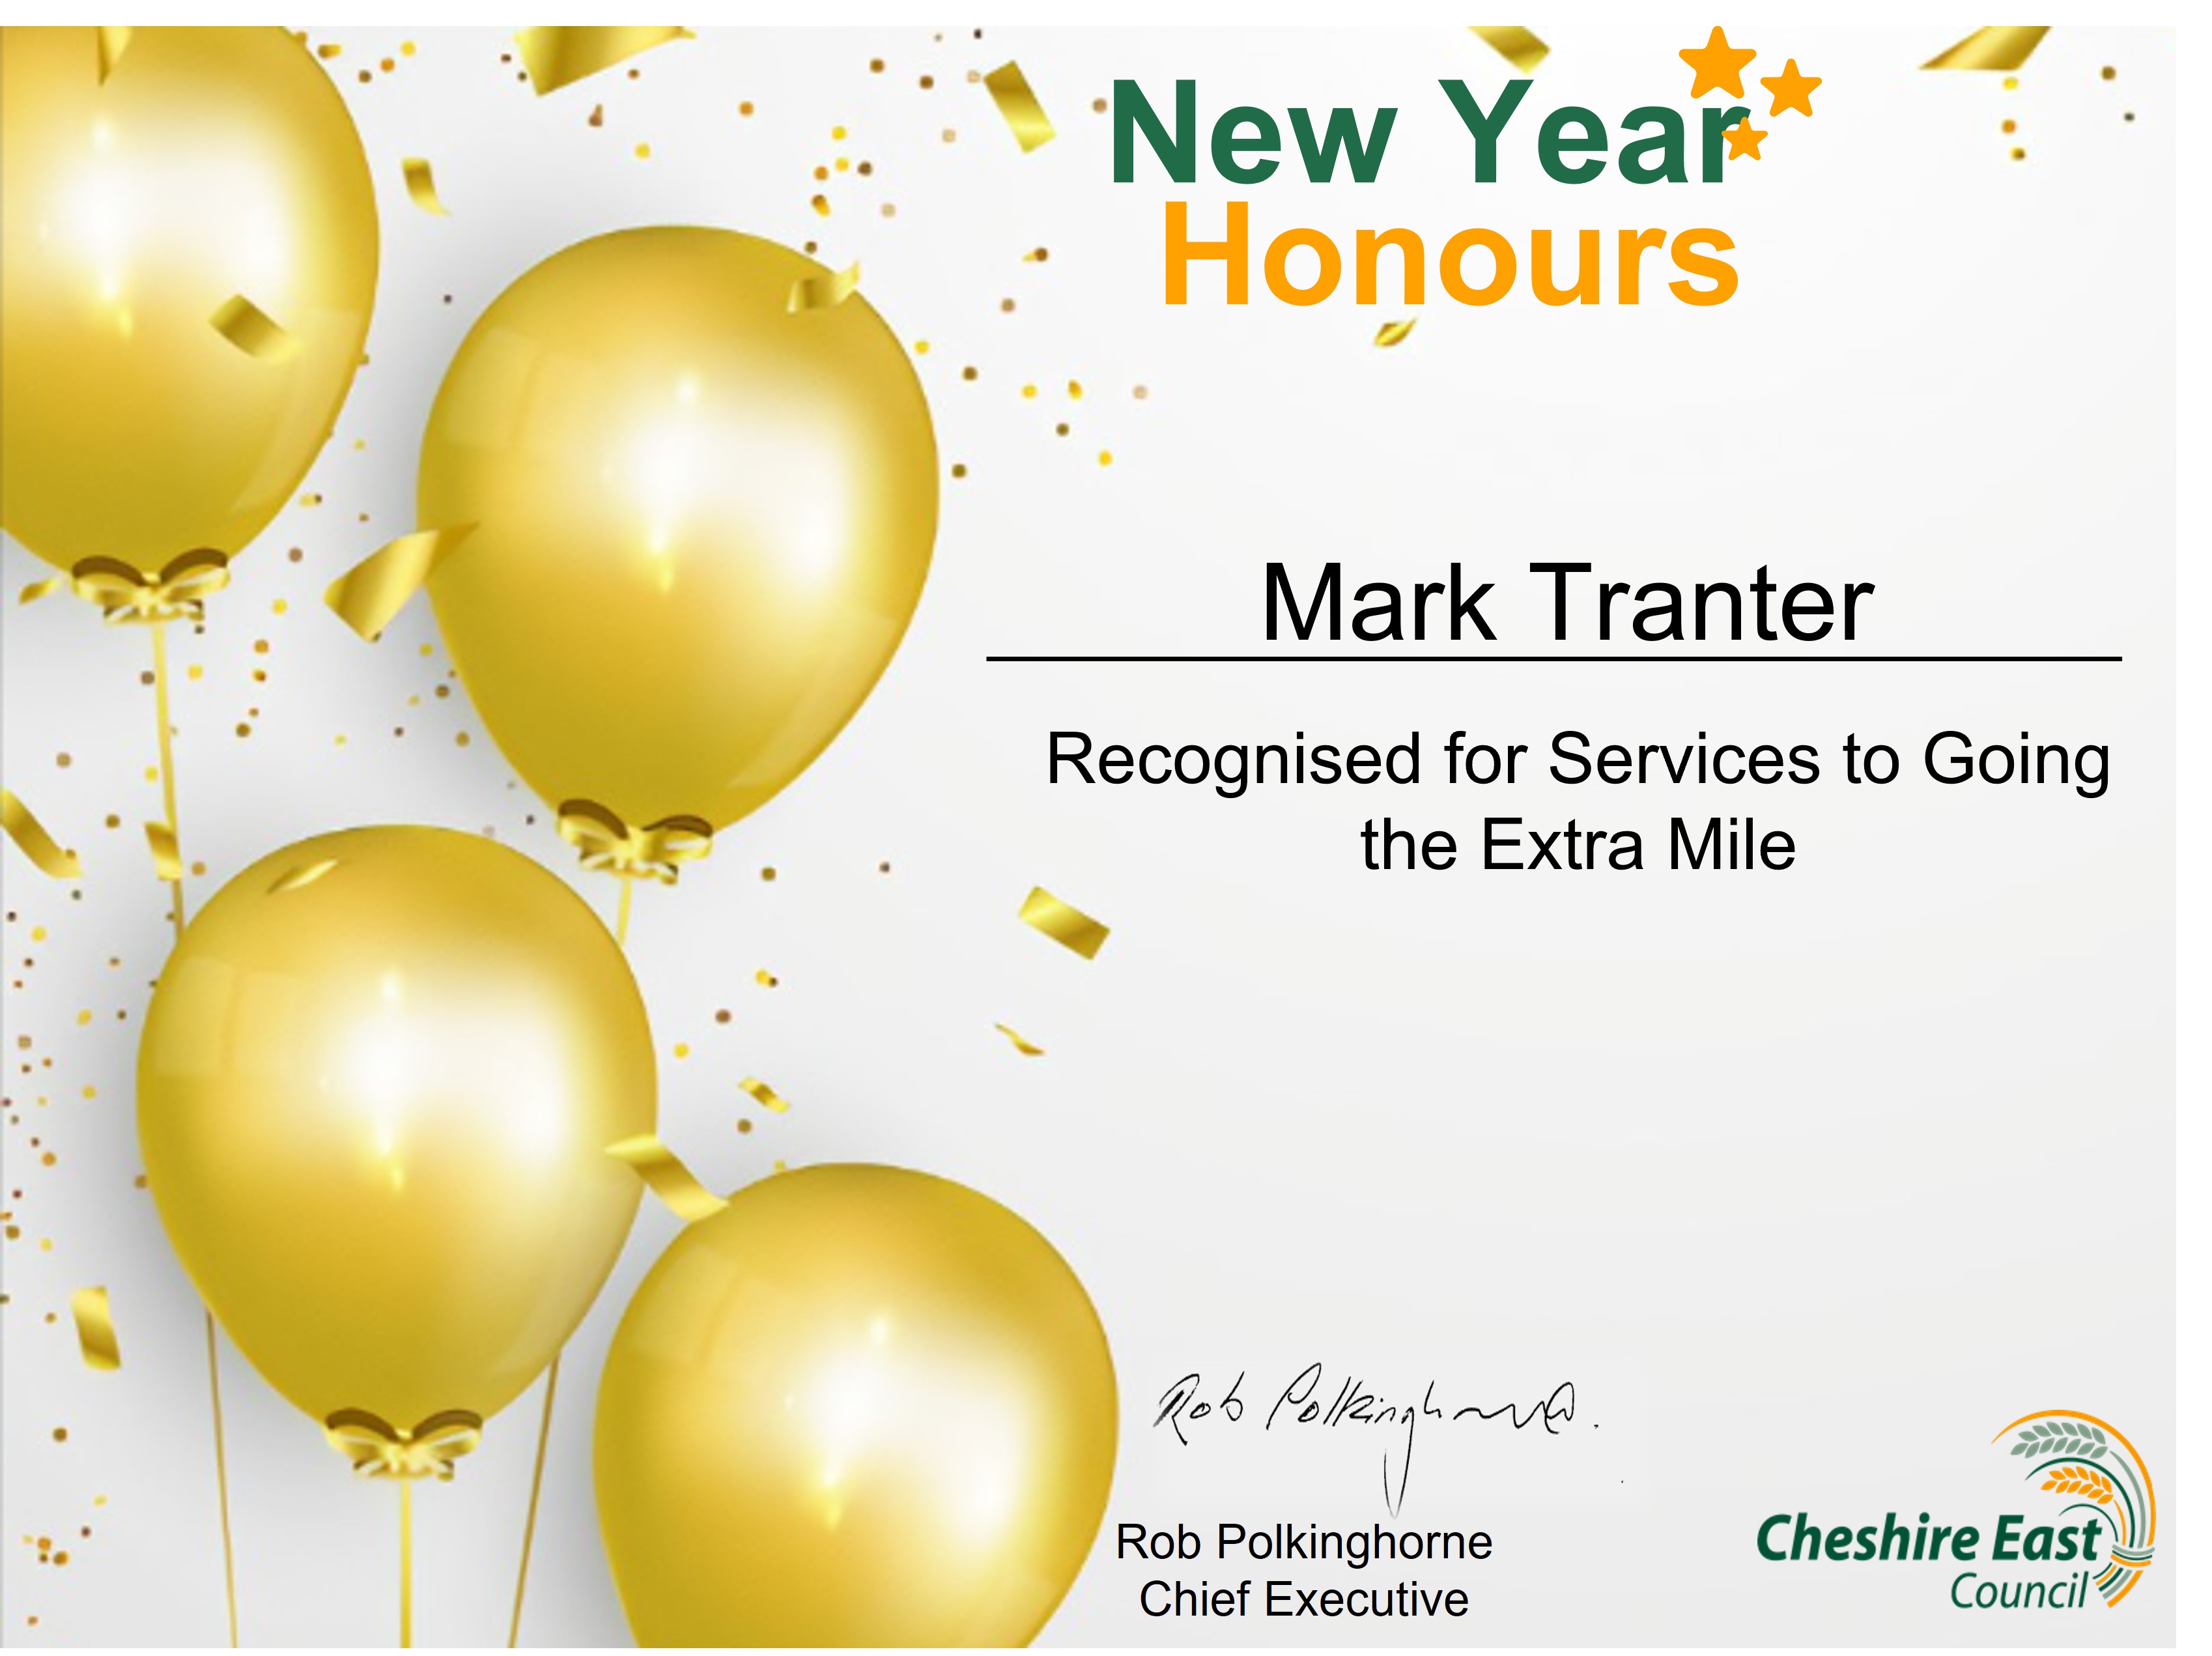 New Year
Honours
Mark Tranter
Recognised for Services to Going
the Extra Mile
Rob Polkinghorne.
Rob Polkinghorne
Chief Executive
Cheshire East
Council